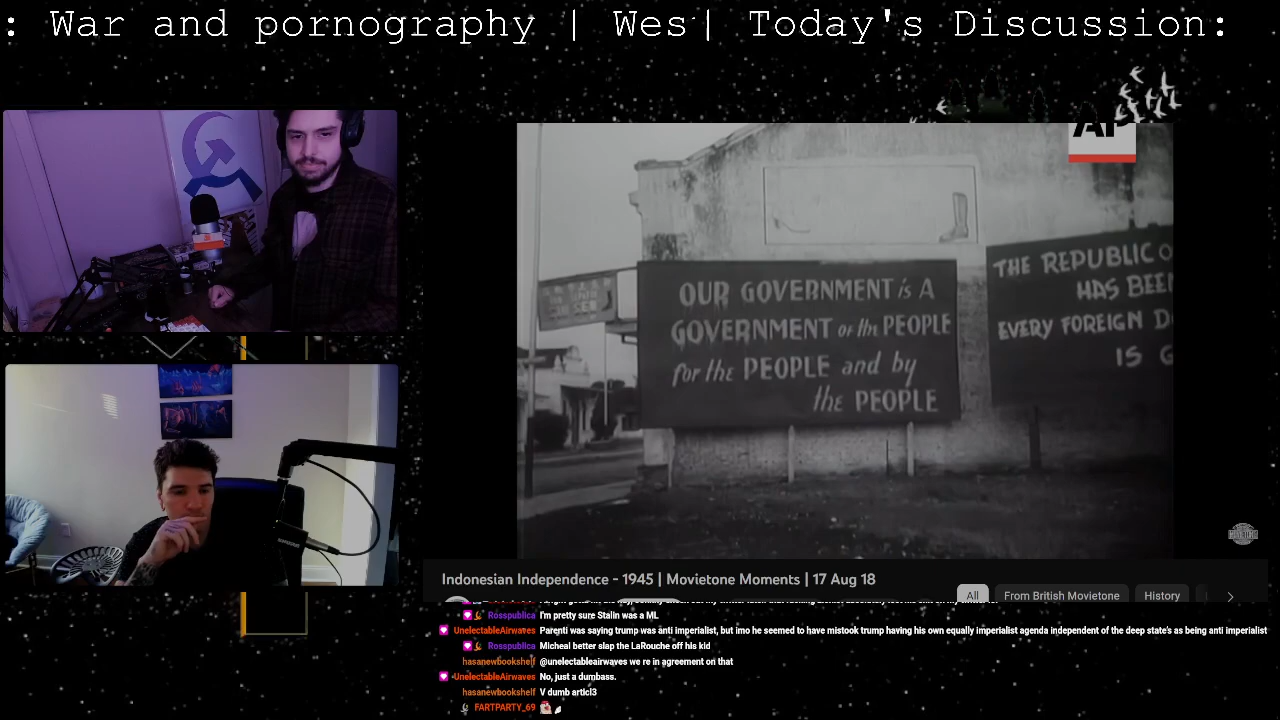 : War and pornography | Wes| Today's Discussion:
AP
OUR GOVERNMENT is A
GOVERNMENT of the PEOPLE
for the PEOPLE and by
the PEOPLE
THE REPUBLIC O
HAS BEEN
EVERY FOREIGN D
IS G
Indonesian Independence - 1945 | Movietone Moments | 17 Aug 18
All
From British Movietone
History
Rosspublica I'm pretty sure Stalin was a ML
UnelectableAirwaves Parenti was saying trump was anti imperialist, but imo he seemed to have mistook trump having his own equally imperialist agenda independent of the deep state's as being anti imperialist
Rosspublica Micheal better slap the LaRouche off his kid
hasanewbookshelf @unelectableairwaves we re in agreement on that
UnelectableAirwaves No, just a dumbass.
hasanewbookshelf V dumb articl3
FARTPARTY_69